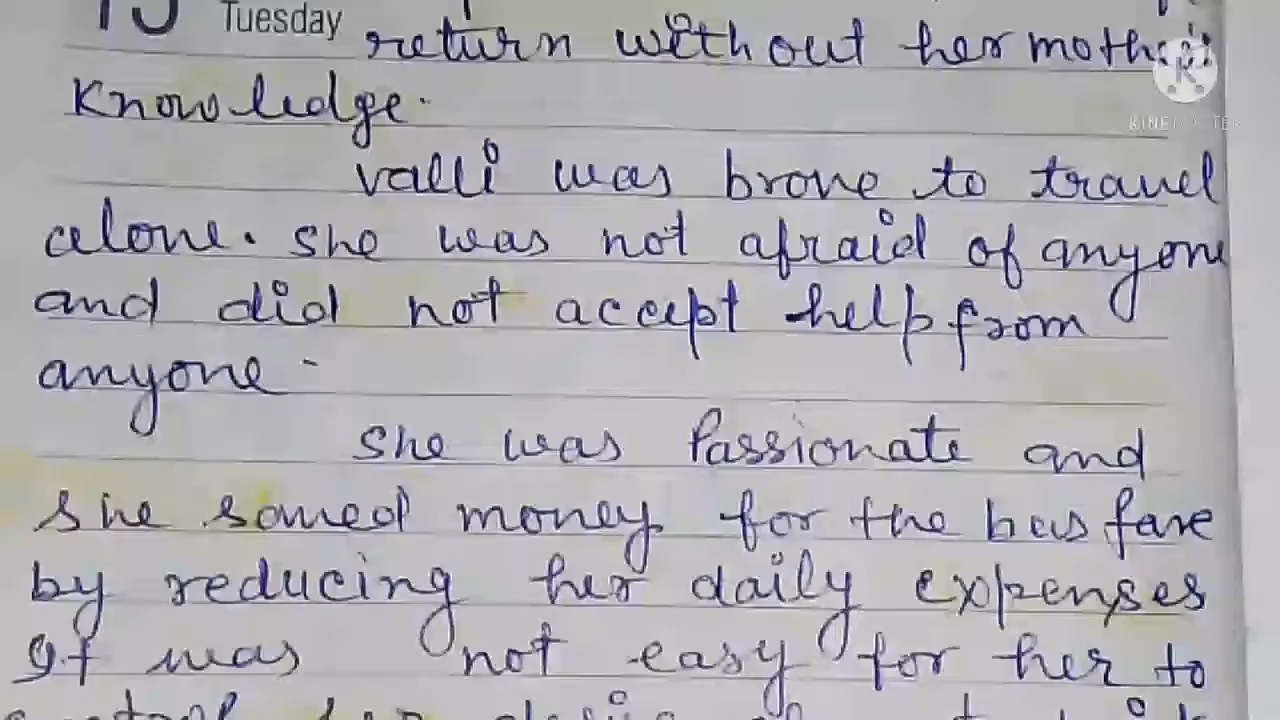 Tuesday
return without her mother's
Knowledge.
Valli was brave to travel
alone. She was not afraid of anyone
and did not accept help from
anyone.
She was Passionate and
she saved money for the bus fare
by reducing her daily expenses
It was not easy for her to
KINEMASTER